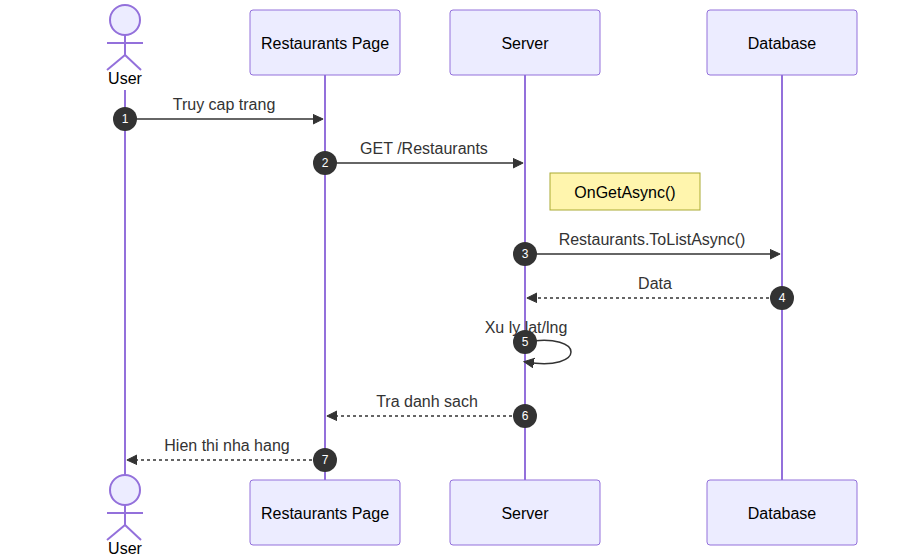 User
Restaurants Page
Server
Database
Truy cap trang
1
GET /Restaurants
2
OnGetAsync()
Restaurants.ToListAsync()
3
Data
4
Xu ly lat/lng
5
Tra danh sach
6
Hien thi nha hang
7
User
Restaurants Page
Server
Database